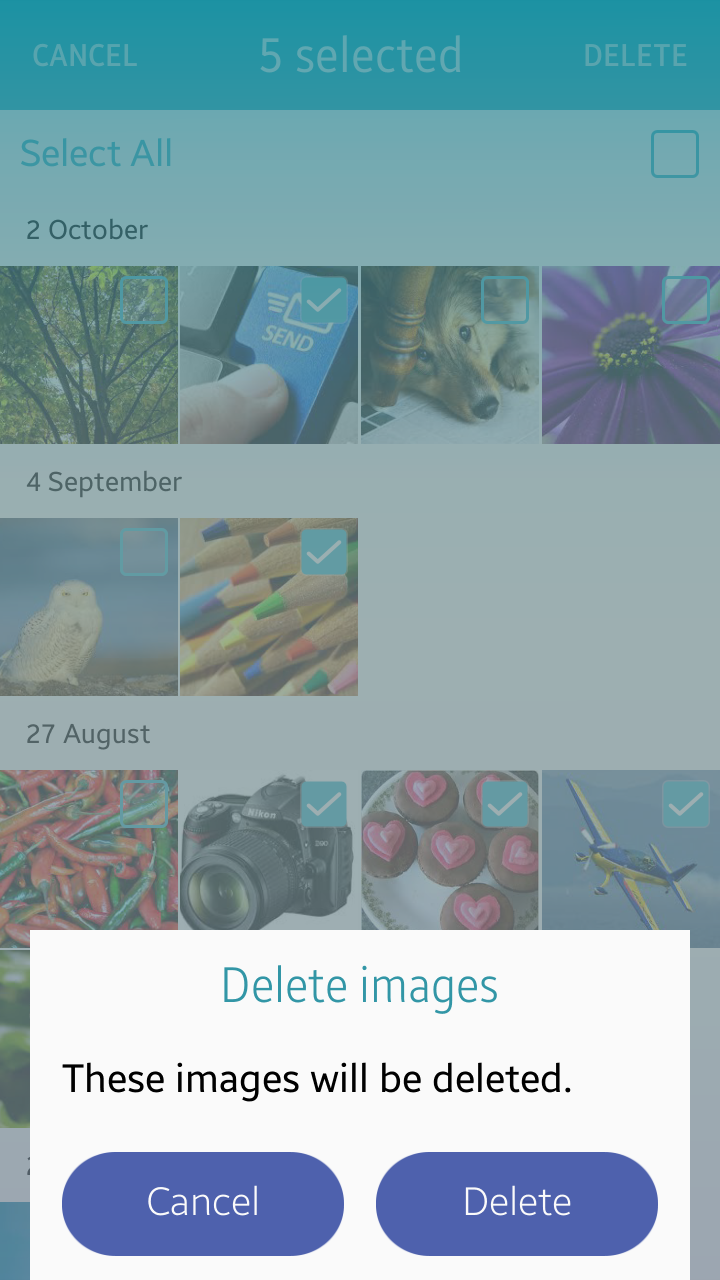 CANCEL 5 selected DELETE
Select All
2 October
SEND
4 September
27 August
Nikon
Delete images
These images will be deleted.
Cancel Delete